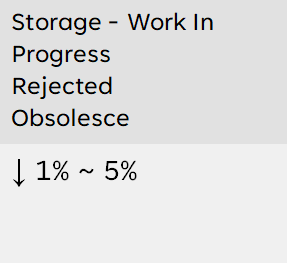 Storage - Work In
Progress
Rejected
Obsolesce
↓ 1% ~ 5%